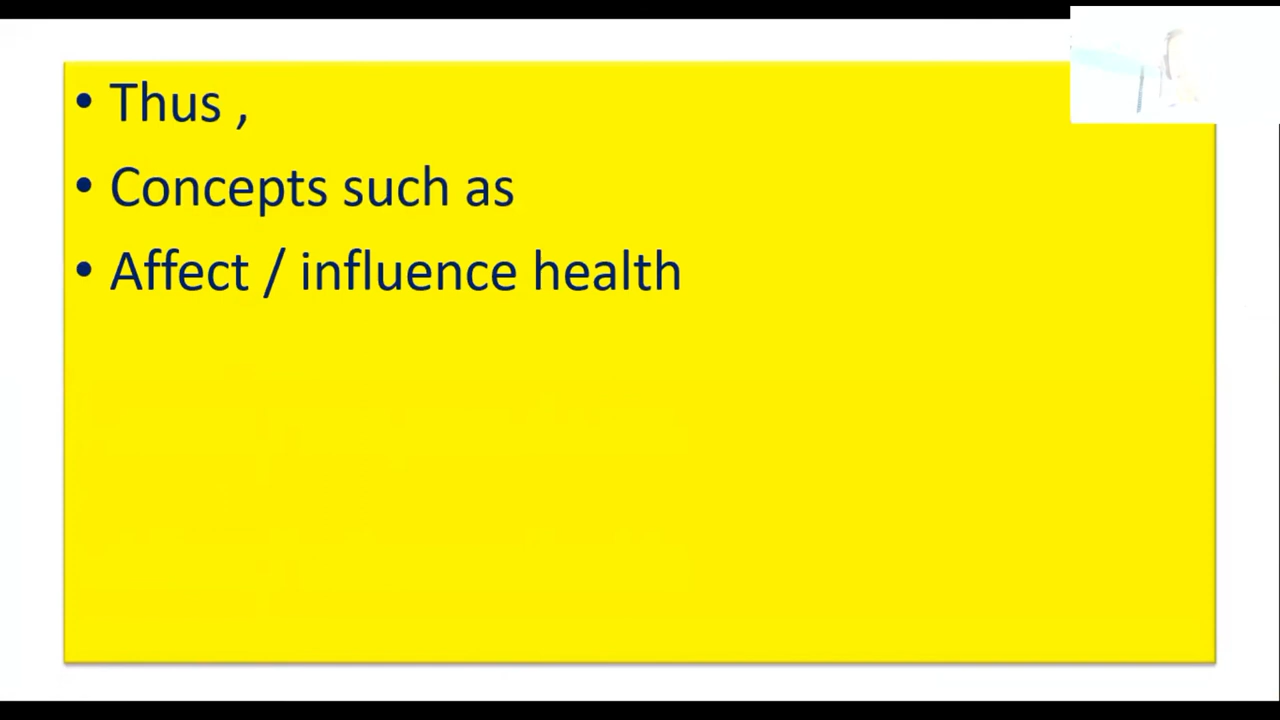 • Thus ,
• Concepts such as
• Affect / influence health